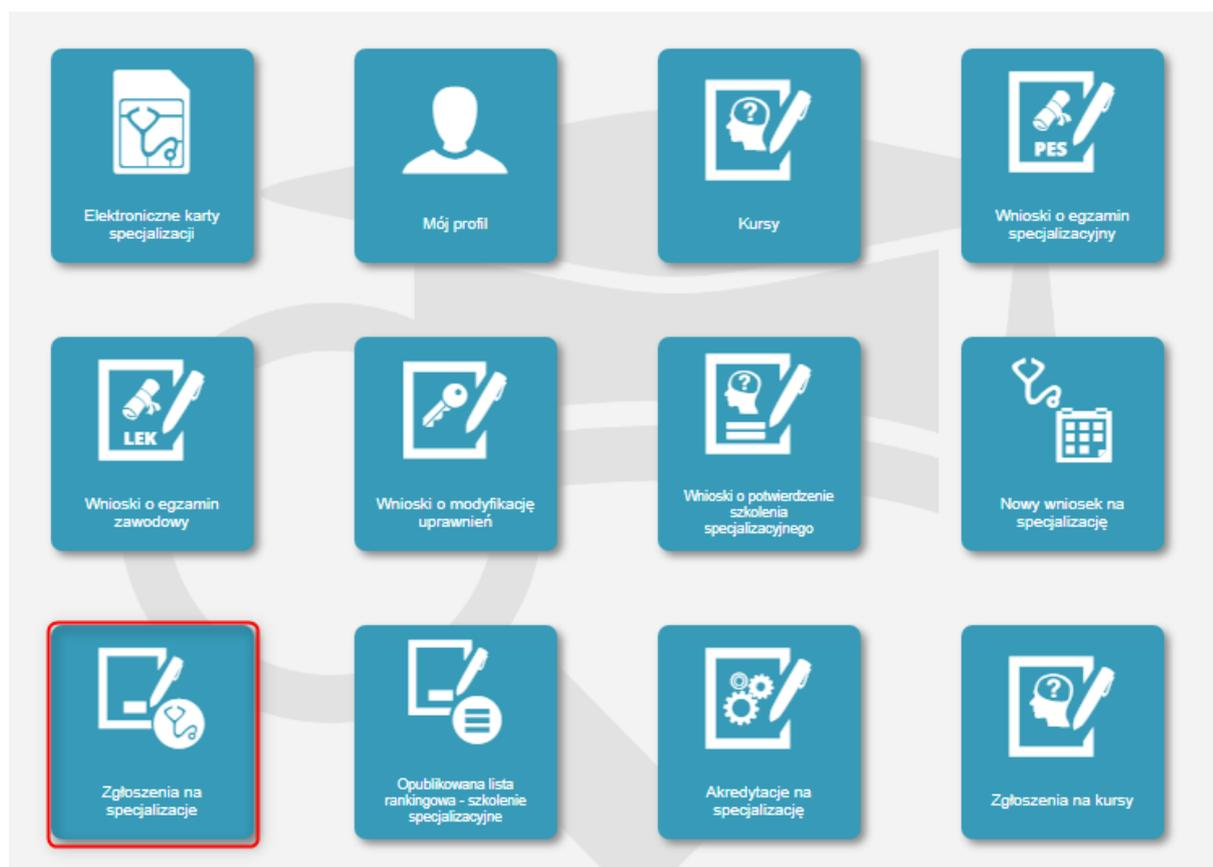 Elektroniczne karty
specjalizacji
Mój profil
Kursy
PES
Wnioski o egzamin
specjalizacyjny
LEK
Wnioski o egzamin
zawodowy
Wnioski o modyfikację
uprawnień
Wnioski o potwierdzenie
szkolenia
specjalizacyjnego
Nowy wniosek na
specjalizację
Zgłoszenia na
specjalizacje
Opublikowana lista
rankingowa - szkolenie
specjalizacyjne
Akredytacje na
specjalizację
Zgłoszenia na kursy